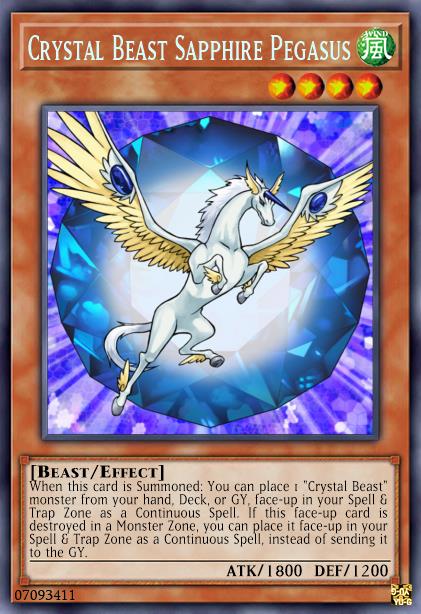 Crystal Beast Sapphire Pegasus
WIND
風
[Beast/Effect]
When this card is Summoned: You can place 1 "Crystal Beast"
monster from your hand, Deck, or GY, face-up in your Spell &
Trap Zone as a Continuous Spell. If this face-up card is
destroyed in a Monster Zone, you can place it face-up in your
Spell & Trap Zone as a Continuous Spell, instead of sending it
to the GY.
ATK/1800 DEF/1200
07093411